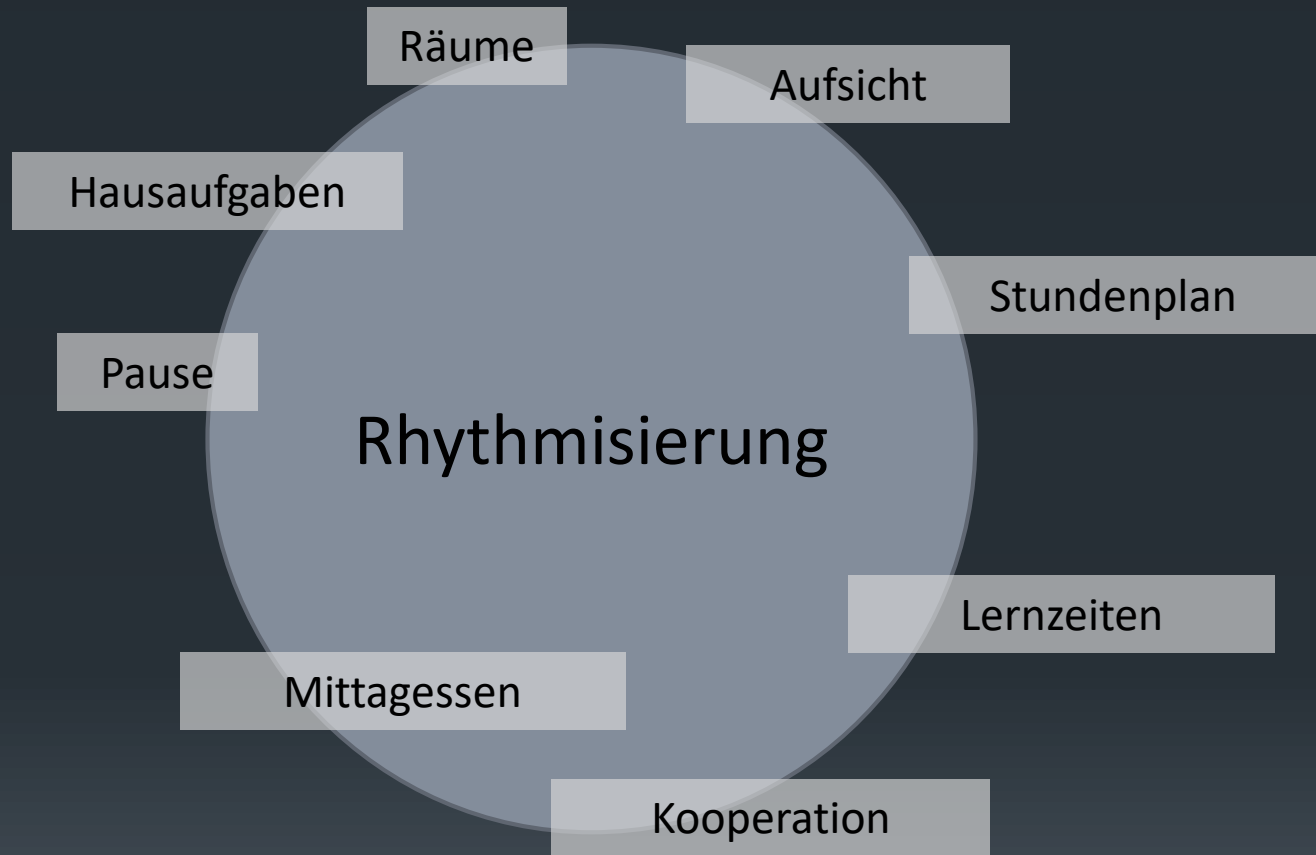 Räume
Aufsicht
Hausaufgaben
Stundenplan
Pause
Rhythmisierung
Lernzeiten
Mittagessen
Kooperation